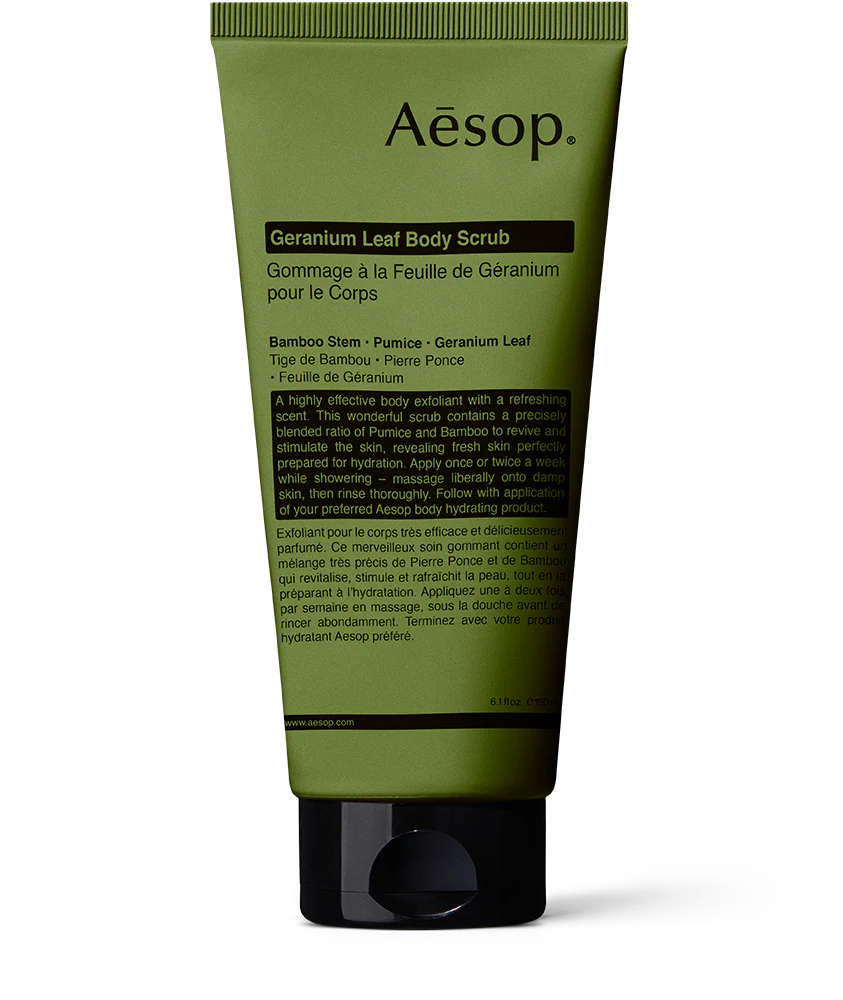 Aēsop®
Geranium Leaf Body Scrub
Gommage à la Feuille de Géranium
pour le Corps
Bamboo Stem · Pumice · Geranium Leaf
Tige de Bambou · Pierre Ponce
· Feuille de Géranium
A highly effective body exfoliant with a refreshing
scent. This wonderful scrub contains a precisely
blended ratio of Pumice and Bamboo to revive and
stimulate the skin, revealing fresh skin perfectly
prepared for hydration. Apply once or twice a week
while showering – massage liberally onto damp
skin, then rinse thoroughly. Follow with application
of your preferred Aesop body hydrating product.
Exfoliant pour le corps très efficace et délicieusement
parfumé. Ce merveilleux soin gommant contient un
mélange très précis de Pierre Ponce et de Bambou
qui revitalise, stimule et rafraîchit la peau, tout en la
préparant à l'hydratation. Appliquez une à deux fois
par semaine en massage, sous la douche avant de
rincer abondamment. Terminez avec votre produit
hydratant Aesop préféré.
6.1 fl oz ℮180
www.aesop.com